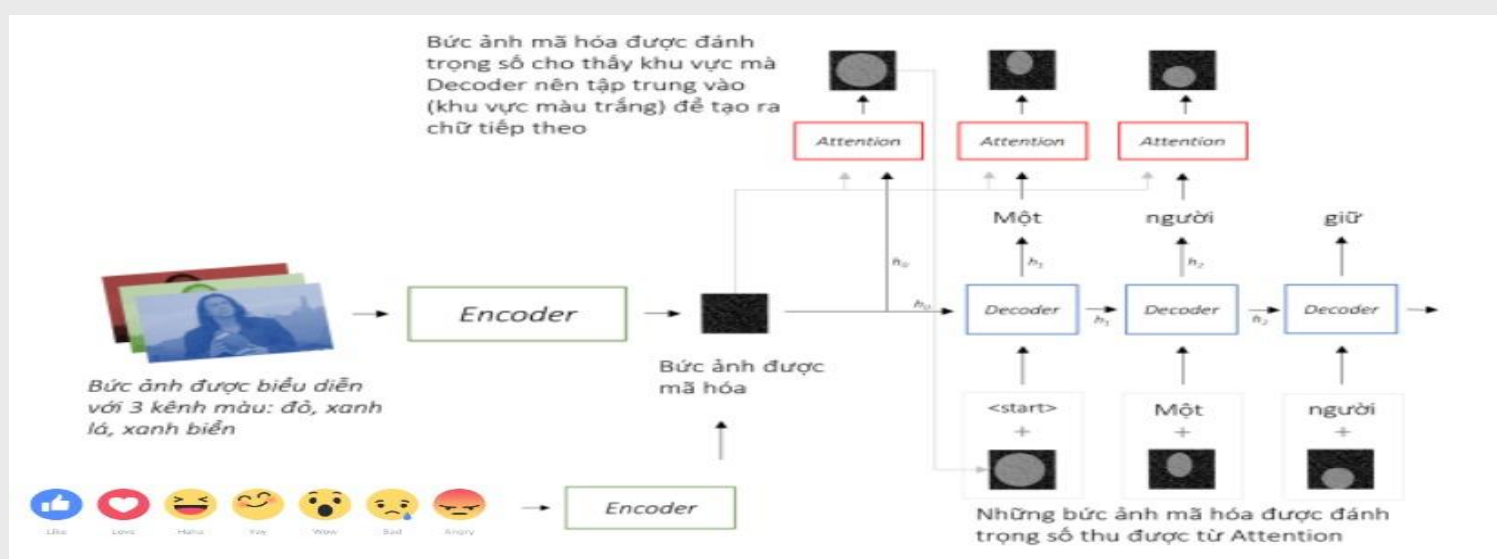 Bức ảnh mã hóa được đánh
trọng số cho thấy khu vực mà
Decoder nên tập trung vào
(khu vực màu trắng) để tạo ra
chữ tiếp theo
Attention
Attention
Attention
Một
người
giữ
h₀
h₁
h₂
Encoder
h₀
Decoder
h₁
Decoder
h₂
Decoder
Bức ảnh được
mã hóa
Bức ảnh được biểu diễn
với 3 kênh màu: đỏ, xanh
lá, xanh biển
<start>
+
Một
+
người
+
Like
Love
Haha
Yay
Wow
Sad
Angry
Encoder
Những bức ảnh mã hóa được đánh
trọng số thu được từ Attention